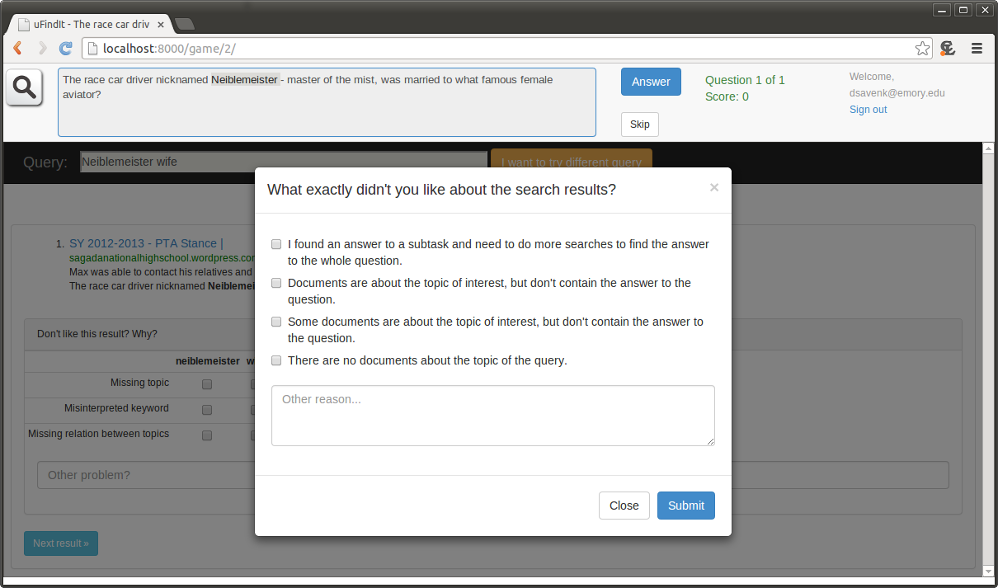 uFindIt - The race car driv
localhost:8000/game/2/
The race car driver nicknamed Neiblemeister - master of the mist, was married to what famous female
aviator?
Answer
Skip
Question 1 of 1
Score: 0
Welcome,
dsavenk@emory.edu
Sign out
Query:
Neiblemeister wife
I want to try different query
What exactly didn't you like about the search results?
×
I found an answer to a subtask and need to do more searches to find the answer
to the whole question.
Documents are about the topic of interest, but don't contain the answer to the
question.
Some documents are about the topic of interest, but don't contain the answer to
the question.
There are no documents about the topic of the query.
Other reason...
Close
Submit
1. SY 2012-2013 - PTA Stance |
sagadanationalhighschool.wordpress.cor
Max was able to contact his relatives and
The race car driver nicknamed Neiblemei
Don't like this result? Why?
neiblemeister w
Missing topic
Misinterpreted keyword
Missing relation between topics
Other problem?
Next result »